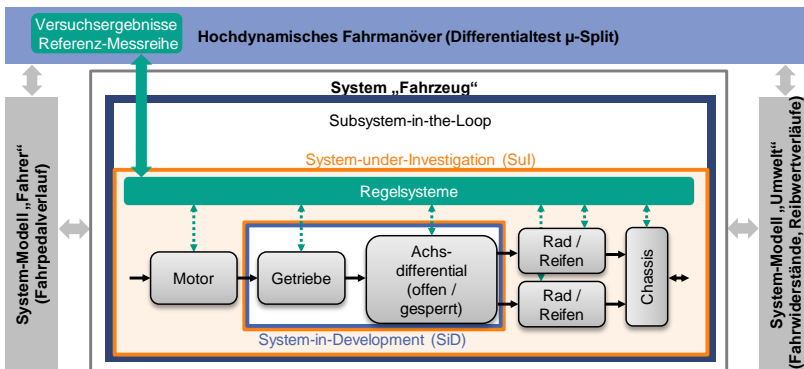 Versuchsergebnisse
Referenz-Messreihe
Hochdynamisches Fahrmanöver (Differentialtest µ-Split)
System „Fahrzeug“
Subsystem-in-the-Loop
System-under-Investigation (SuI)
Regelsysteme
System-Modell „Fahrer“
(Fahrpedalverlauf)
Motor
Getriebe
Achs-
differential
(offen /
gesperrt)
Rad /
Reifen
Rad /
Reifen
Chassis
System-in-Development (SiD)
System-Modell „Umwelt“
(Fahrwiderstände, Reibwertverläufe)